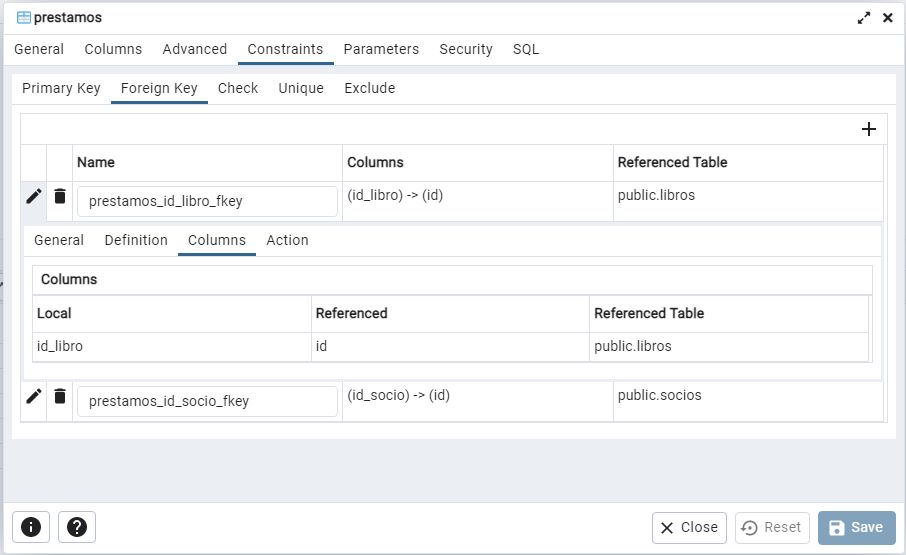 prestamos
General Columns Advanced Constraints Parameters Security SQL
Primary Key Foreign Key Check Unique Exclude
Name Columns Referenced Table
prestamos_id_libro_fkey (id_libro) -> (id) public.libros
General Definition Columns Action
Columns
Local Referenced Referenced Table
id_libro id public.libros
prestamos_id_socio_fkey (id_socio) -> (id) public.socios
Close Reset Save